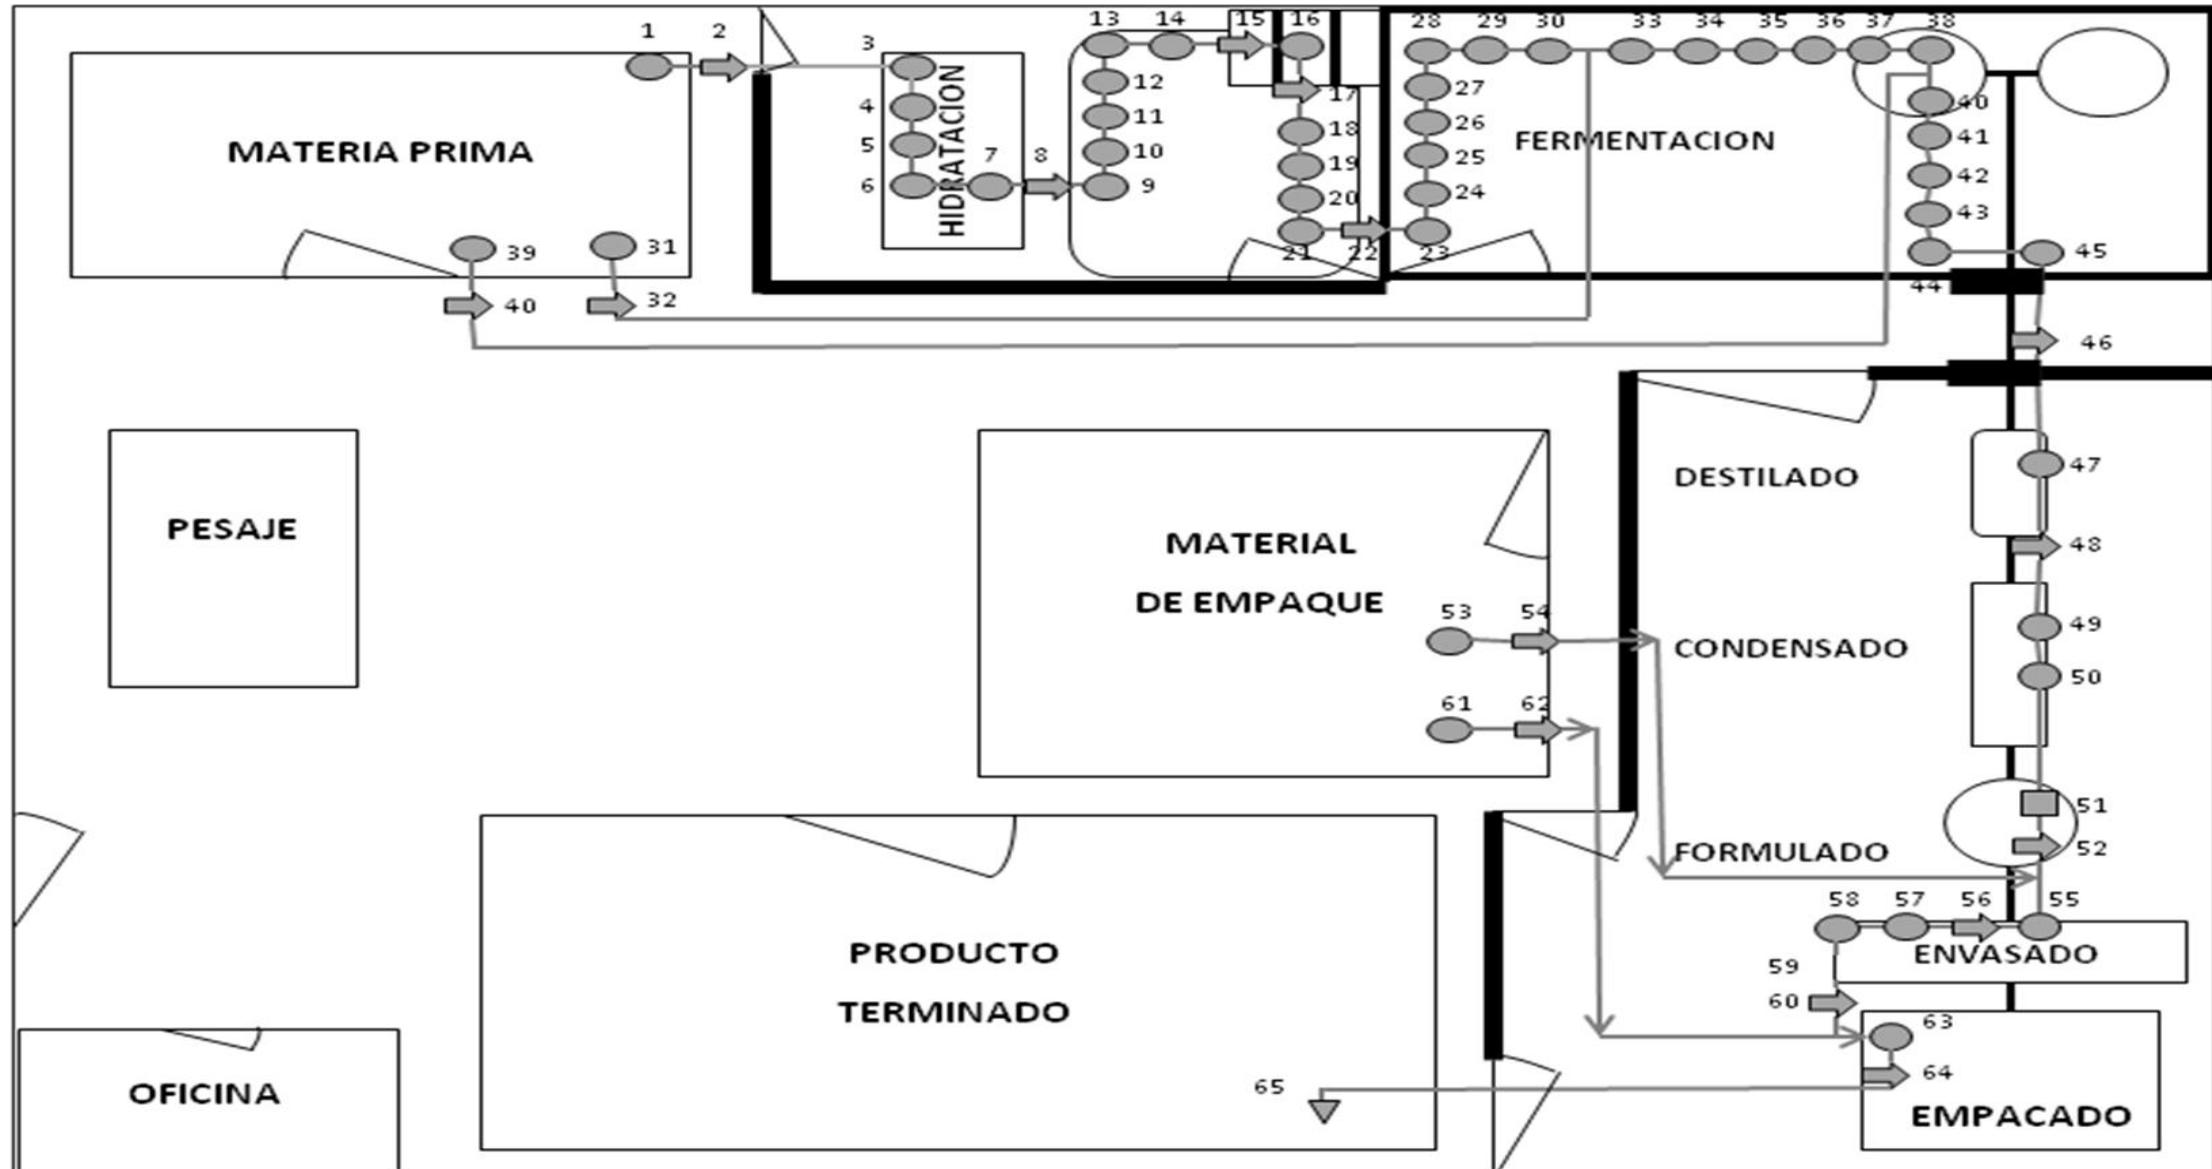 1 2 3 13 14 15 16 28 29 30 33 34 35 36 37 38
MATERIA PRIMA
4
5
6
7 8
HIDRATACION
12
11
10
9
17
18
19
20
21 22 23
27
26
25
24
FERMENTACION
40
41
42
43
44
45
46
39 31
40 32
PESAJE
MATERIAL
DE EMPAQUE
53 54
61 62
DESTILADO
47
48
CONDENSADO
49
50
FORMULADO
51
52
58 57 56 55
ENVASADO
59
60
63
64
EMPACADO
PRODUCTO
TERMINADO
65
OFICINA